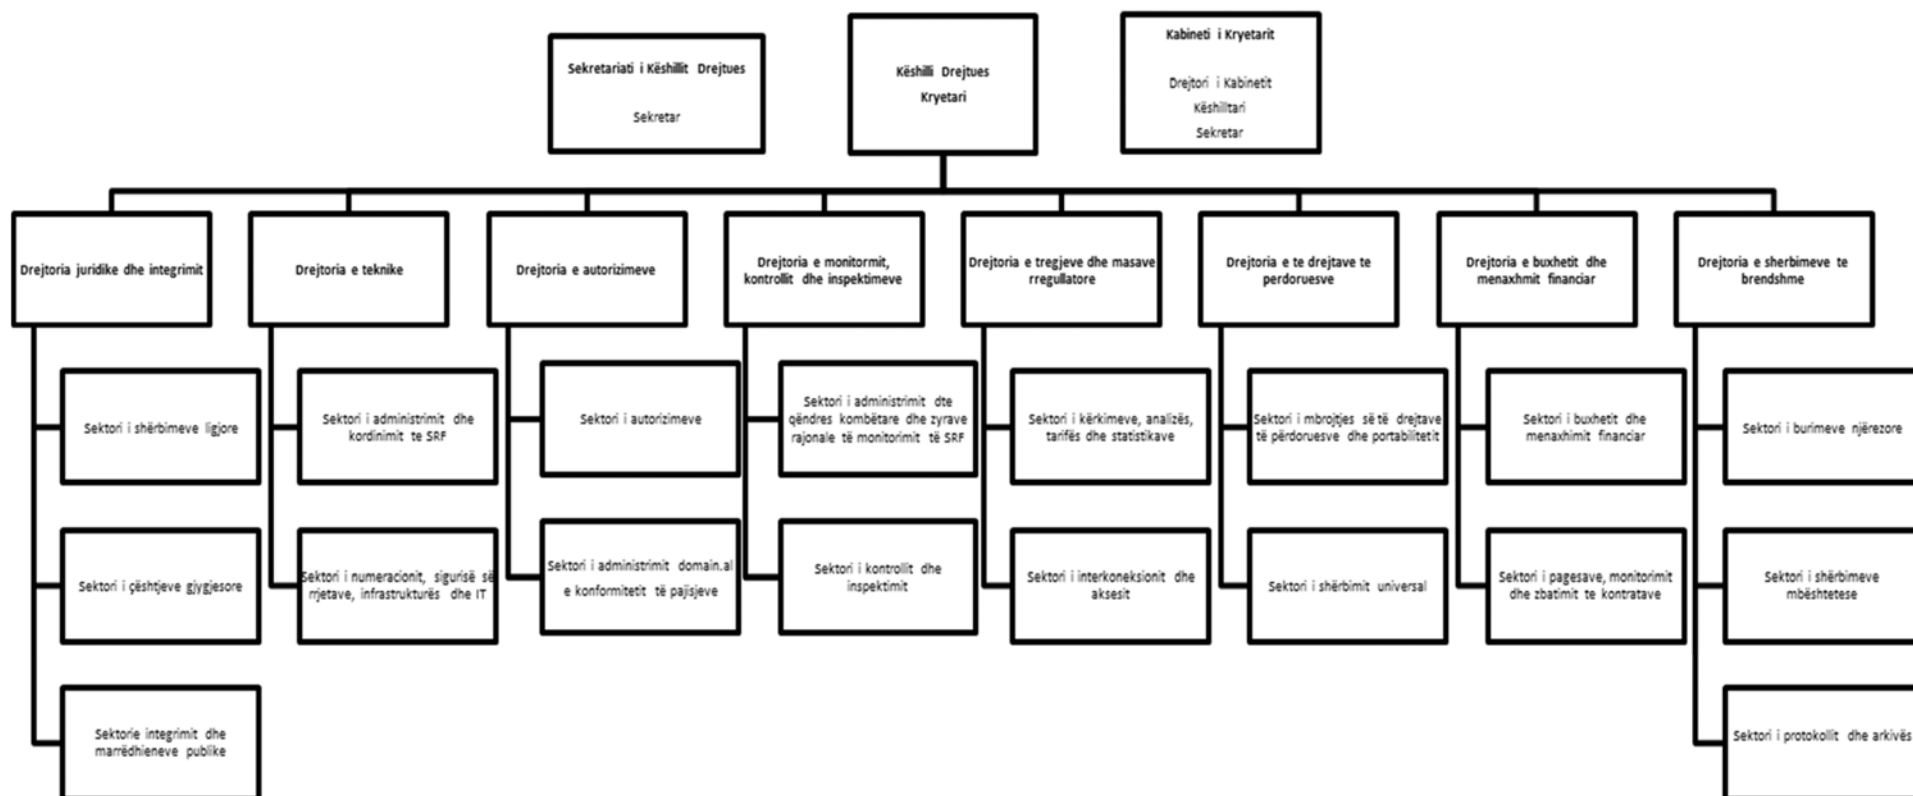 Sekretariati i Këshillit Drejtues
Sekretar
Këshilli Drejtues
Kryetari
Kabineti i Kryetarit
Drejtori i Kabinetit
Këshilltari
Sekretar
Drejtoria juridike dhe integrimit
Drejtoria e teknike
Drejtoria e autorizimeve
Drejtoria e monitormit,
kontrollit dhe inspektimeve
Drejtoria e tregjeve dhe masave
rregullatore
Drejtoria e te drejtave te
perdoruesve
Drejtoria e buxhetit dhe
menaxhmit financiar
Drejtoria e sherbimeve te
brendshme
Sektori i shërbimeve ligjore
Sektori i administrimit dhe
kordinimit te SRF
Sektori i autorizimeve
Sektori i administrimit dte
qëndres kombëtare dhe zyrave
rajonale të monitorimit të SRF
Sektori i kërkimeve, analizës,
tarifës dhe statistikave
Sektori i mbrojtjes së të drejtave
të përdoruesve dhe portabilitetit
Sektori i buxhetit dhe
menaxhimit financiar
Sektori i burimeve njërezore
Sektori i çështjeve gjygjesore
Sektori i numeracionit, sigurisë së
rrjetave, infrastrukturës dhe IT
Sektori i administrimit domain.al
e konformitetit të pajisjeve
Sektori i kontrollit dhe
inspektimit
Sektori i interkoneksionit dhe
aksesit
Sektori i shërbimit universal
Sektori i pagesave, monitorimit
dhe zbatimit te kontratave
Sektori i shërbimeve
mbështetese
Sektorie integrimit dhe
marrëdhieneve publike
Sektori i protokollit dhe arkivës